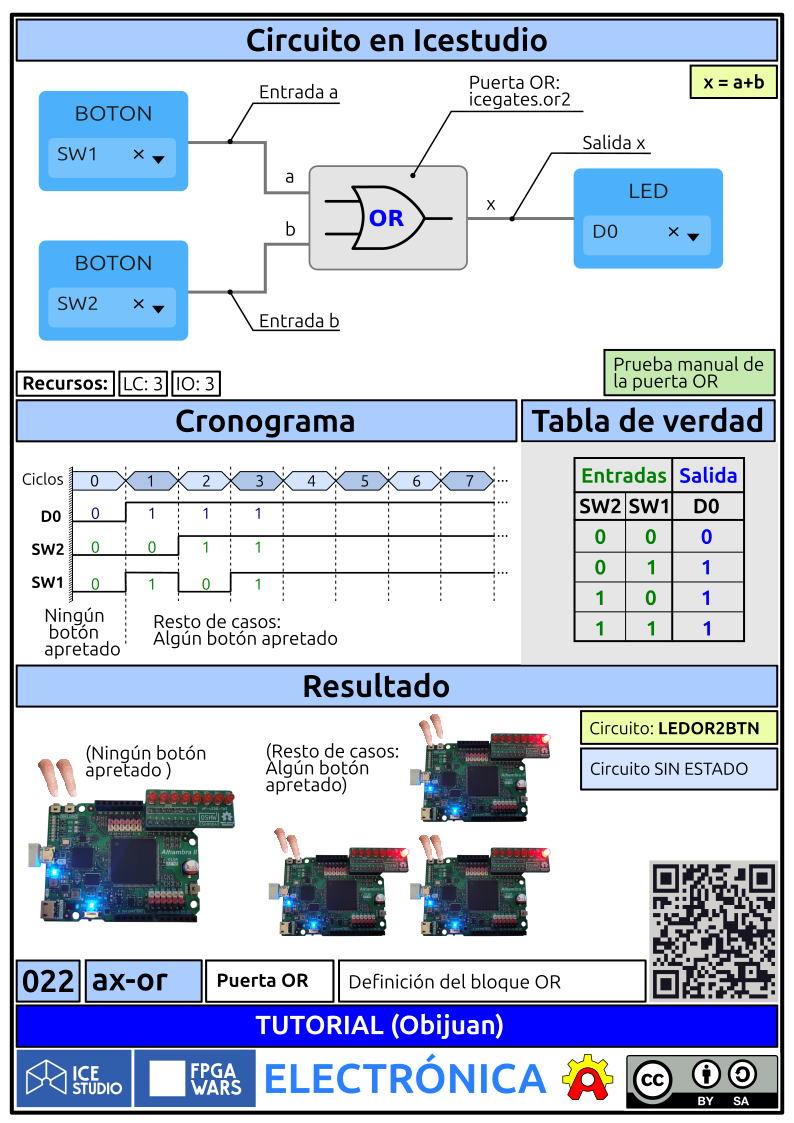 Circuito en Icestudio
x = a+b
Puerta OR:
icegates.or2
Entrada a
Salida x
BOTON
SW1
a
b
OR
x
LED
D0
BOTON
SW2
Entrada b
Prueba manual de
la puerta OR
Recursos: LC: 3 IO: 3
Cronograma
Ciclos 0 1 2 3 4 5 6 7 ...
D0 0 1 1 1 ...
SW2 0 0 1 1 ...
SW1 0 1 0 1 ...
Ningún
botón
apretado
Resto de casos:
Algún botón apretado
Tabla de verdad
Entradas Salida
SW2 SW1 D0
0 0 0
0 1 1
1 0 1
1 1 1
Resultado
(Ningún botón
apretado )
(Resto de casos:
Algún botón
apretado)
Circuito: LEDOR2BTN
Circuito SIN ESTADO
Alhambra II
022 ax-or Puerta OR Definición del bloque OR
TUTORIAL (Obijuan)
ICE
STUDIO
FPGA
WARS
ELECTRÓNICA
cc
BY SA